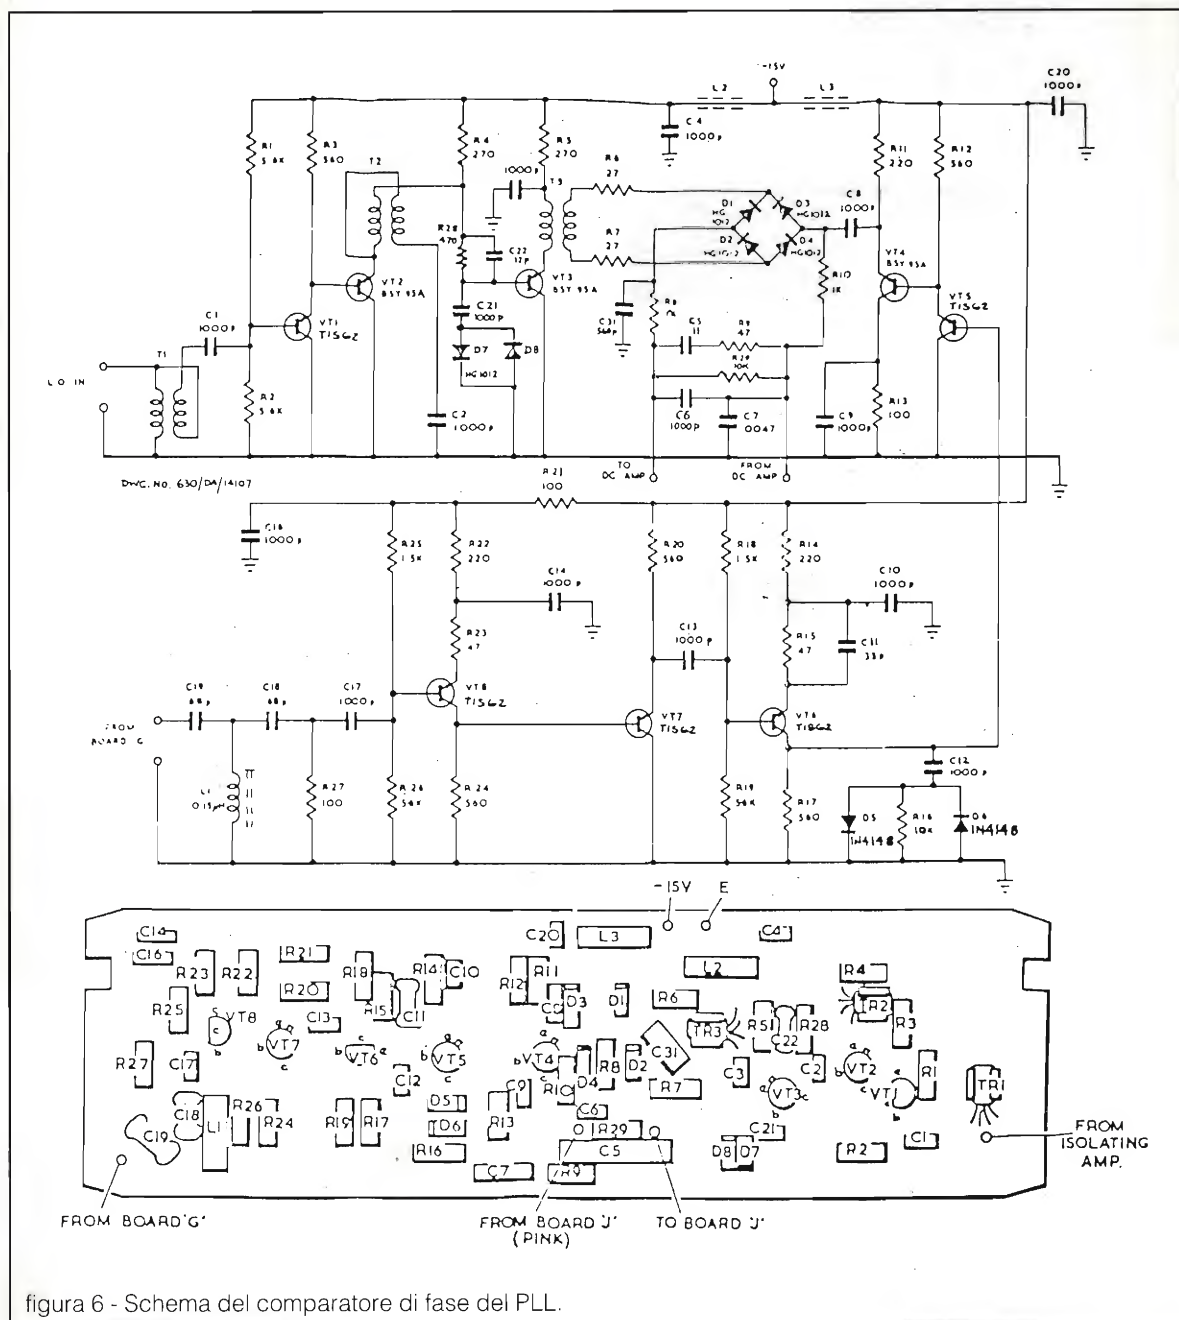 -15V
C20
1000p
L2
L3
C4
1000p
R1
5.6K
R3
560
T2
R4
270
R5
270
1000p
T3
R6
27
R7
27
D1
HG
1012
D3
HG1012
D2
HG1012
D4
HG1012
C8
1000p
R11
220
R12
560
R28
470
C22
12p
VT2
BSY 95A
VT3
BSY 95A
R10
1K
VT4
BSY 95A
VT5
TIS62
C1
1000p
T1
VT1
TIS62
C21
1000p
D7
D8
HG1012
C31
R8
C5
11
R9
47
R29
10K
L.O IN
R2
5.6K
C2
1000p
C6
1000p
C7
.0047
C9
1000p
R13
100
TO
DC AMP
FROM
DC AMP
DWG. NO. 630/DA/14107
R21
100
C16
1000p
R25
1.5K
R22
220
C14
1000p
R20
560
R18
1.5K
R14
220
C10
1000p
R23
47
C13
1000p
R15
47
C11
33p
C19
68p
C18
68p
C17
1000p
VT8
TIS62
VT7
TIS62
VT6
TIS62
FROM
BOARD 'G'
L1
0.15µH
R27
100
R26
5.6K
R24
560
R19
5.6K
R17
560
C12
1000p
D5
1N4148
R16
10K
D6
1N4148
-15V E
C14
C16
R23
R22
R21
R20
R18
R15
C11
R14
C10
C20
L3
C4
R12
R11
D3
D1
R6
L2
R4
TR2
R3
R25
VT8
VT7
C13
VT6
VT5
VT4
R10
D4
R8
D2
C31
TR3
R5
C22
R28
VT2
R1
TR1
R27
C17
C12
C9
R7
C3
C2
VT3
VT1
C18
C19
L1
R26
R24
R19
R17
D5
D6
R16
R13
C6
R29
C5
C7
R9
C21
D8
D7
R2
C1
FROM
ISOLATING
AMP.
FROM BOARD 'G'
FROM BOARD 'J'
(PINK)
TO BOARD 'J'
figura 6 - Schema del comparatore di fase del PLL.